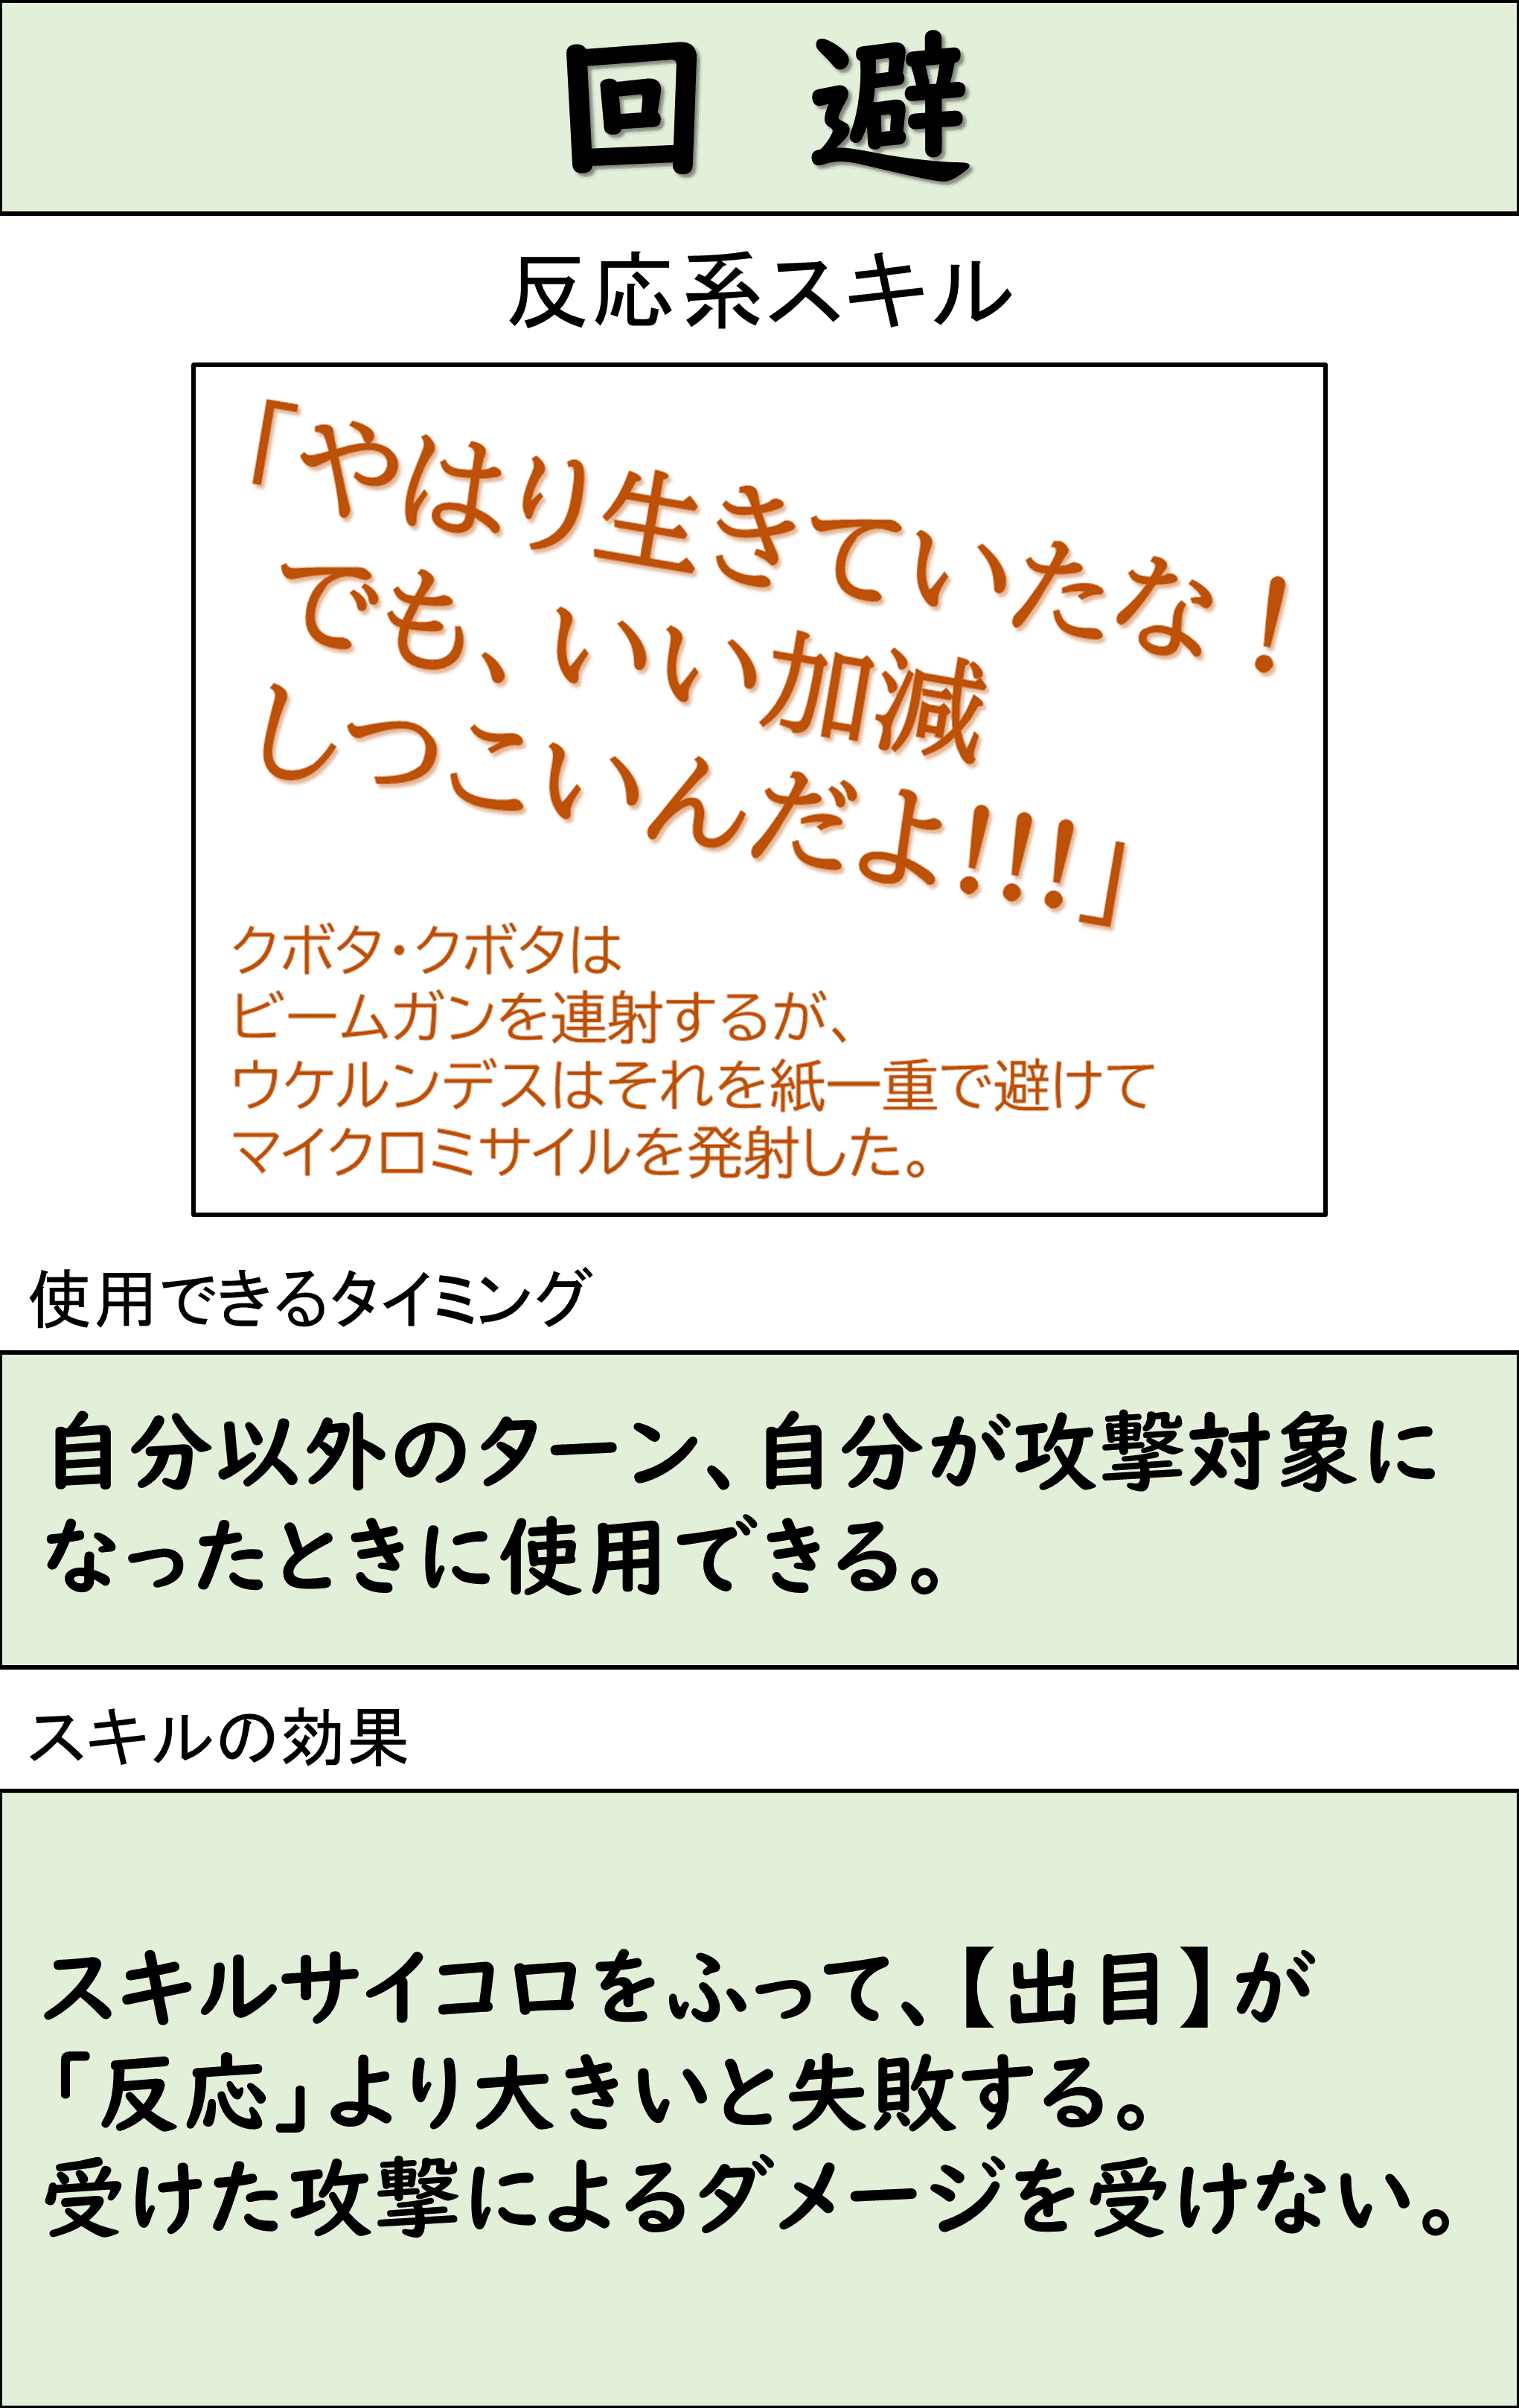 回避
反応系スキル
「やはり生きていたな！
でも、いい加減
しつこいんだよ!!!」
クボタ・クボタは
ビームガンを連射するが、
ウケルンデスはそれを紙一重で避けて
マイクロミサイルを発射した。
使用できるタイミング
自分以外のターン、自分が攻撃対象に
なったときに使用できる。
スキルの効果
スキルサイコロをふって、【出目】が
「反応」より大きいと失敗する。
受けた攻撃によるダメージを受けない。